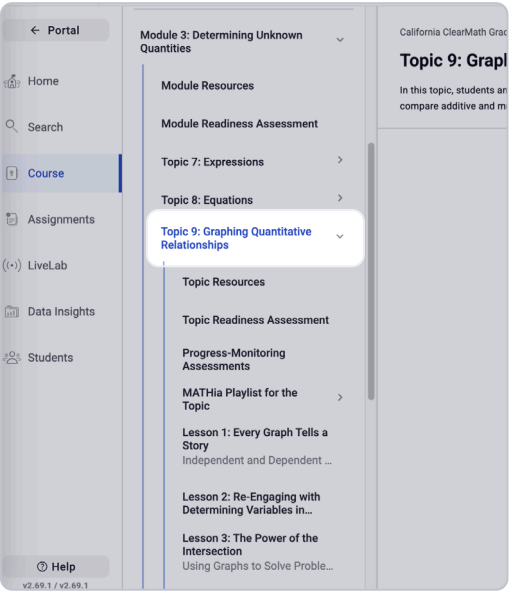 ← Portal
Home
Search
Course
Assignments
LiveLab
Data Insights
Students
Help
v2.69.1 / v2.69.1
Module 3: Determining Unknown
Quantities
Module Resources
Module Readiness Assessment
Topic 7: Expressions
Topic 8: Equations
Topic 9: Graphing Quantitative
Relationships
Topic Resources
Topic Readiness Assessment
Progress-Monitoring
Assessments
MATHia Playlist for the
Topic
Lesson 1: Every Graph Tells a
Story
Independent and Dependent ...
Lesson 2: Re-Engaging with
Determining Variables in...
Lesson 3: The Power of the
Intersection
Using Graphs to Solve Proble...
California ClearMath Grad
Topic 9: Grap
In this topic, students an
compare additive and m